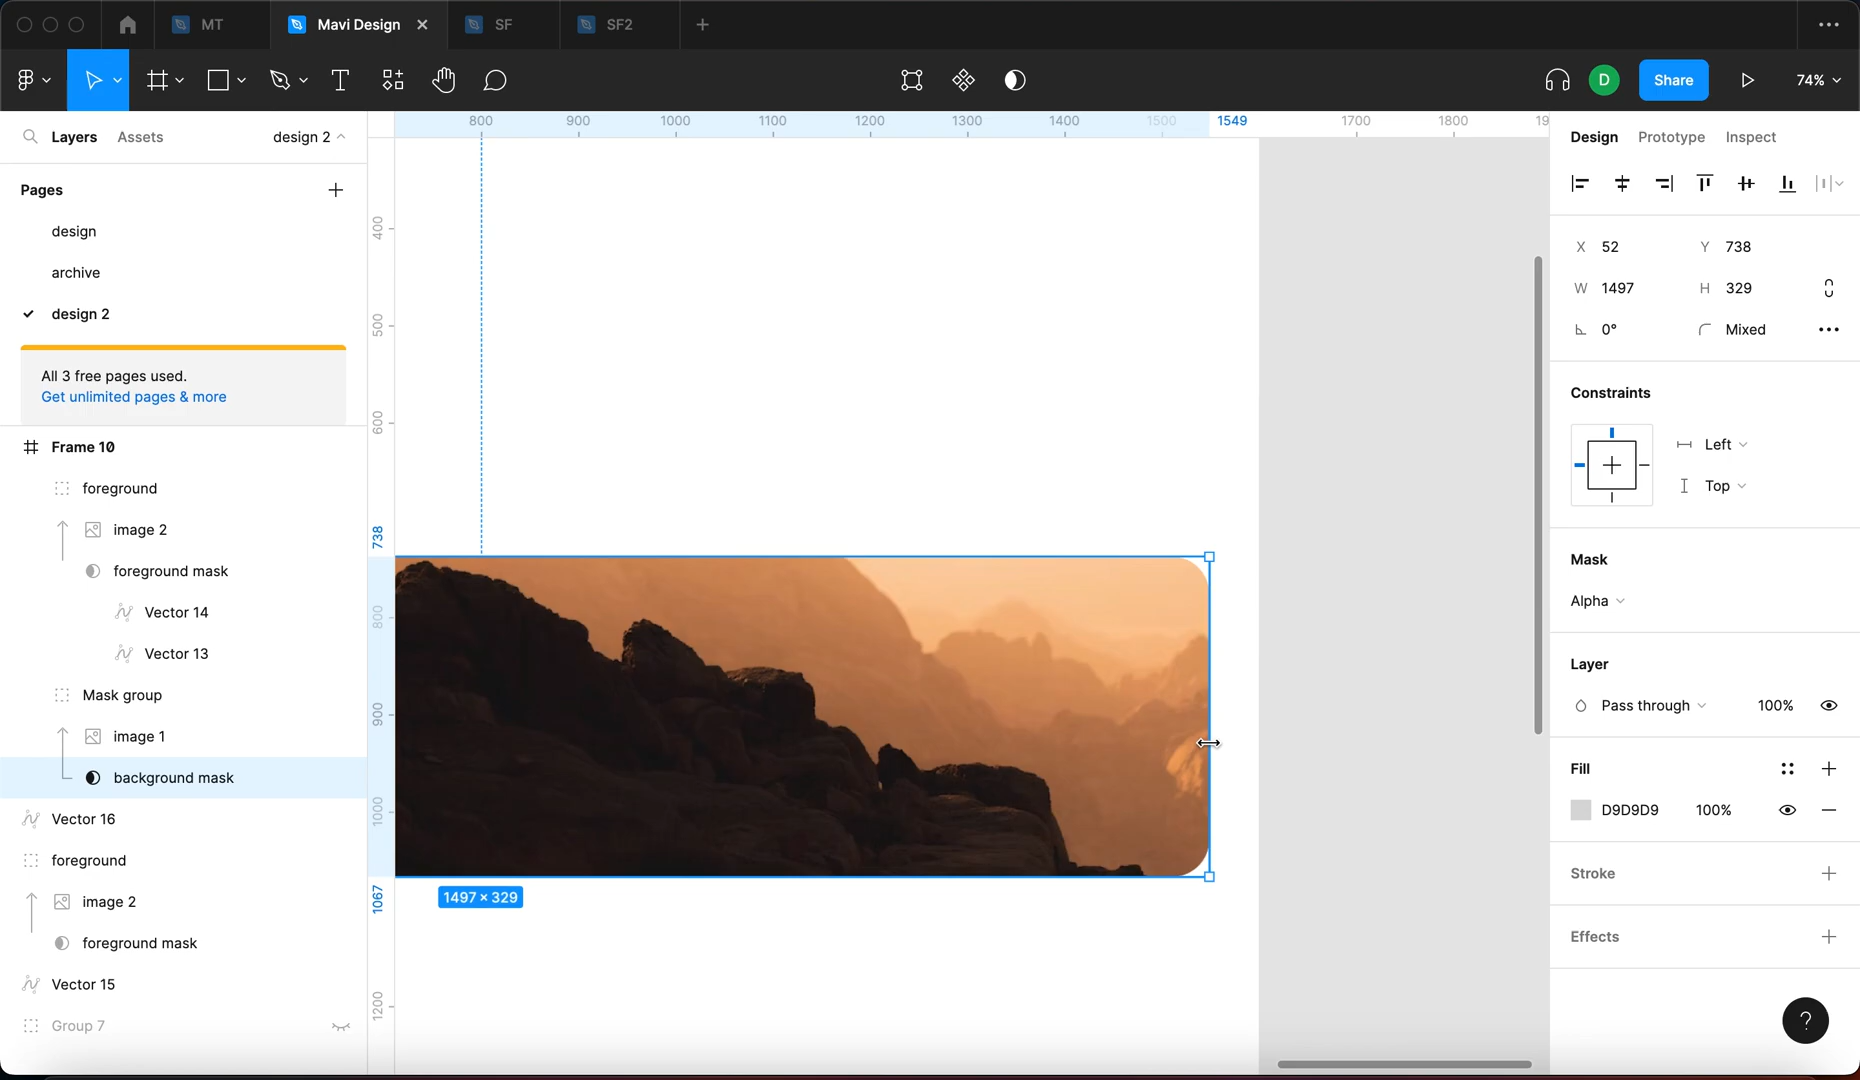 MT
Mavi Design
SF
SF2
D
Share
74%
Layers
Assets
design 2
Pages
design
archive
design 2
All 3 free pages used.
Get unlimited pages & more
Frame 10
foreground
image 2
foreground mask
Vector 14
Vector 13
Mask group
image 1
background mask
Vector 16
foreground
image 2
foreground mask
Vector 15
Group 7
800 900 1000 1100 1200 1300 1400 1500 1549 1700 1800 19
400
500
600
738
800
900
1000
1067
1200
1497 × 329
Design Prototype Inspect
X 52 Y 738
W 1497 H 329
0° Mixed
Constraints
Left
Top
Mask
Alpha
Layer
Pass through 100%
Fill
D9D9D9 100%
Stroke
Effects
?